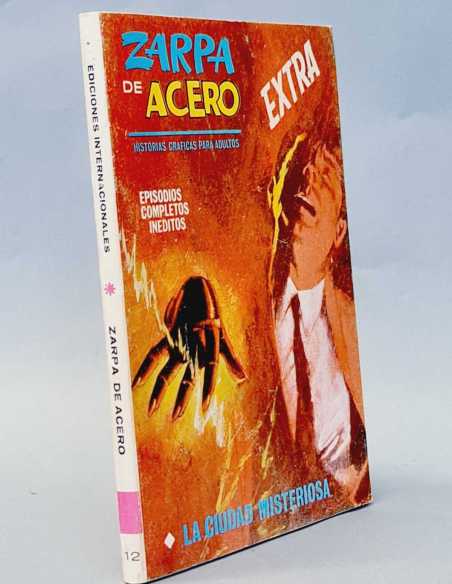 ZARPA
DE ACERO
HISTORIAS GRAFICAS PARA ADULTOS
EXTRA
EPISODIOS
COMPLETOS
INEDITOS
LA CIUDAD MISTERIOSA
EDICIONES INTERNACIONALES
ZARPA DE ACERO
12